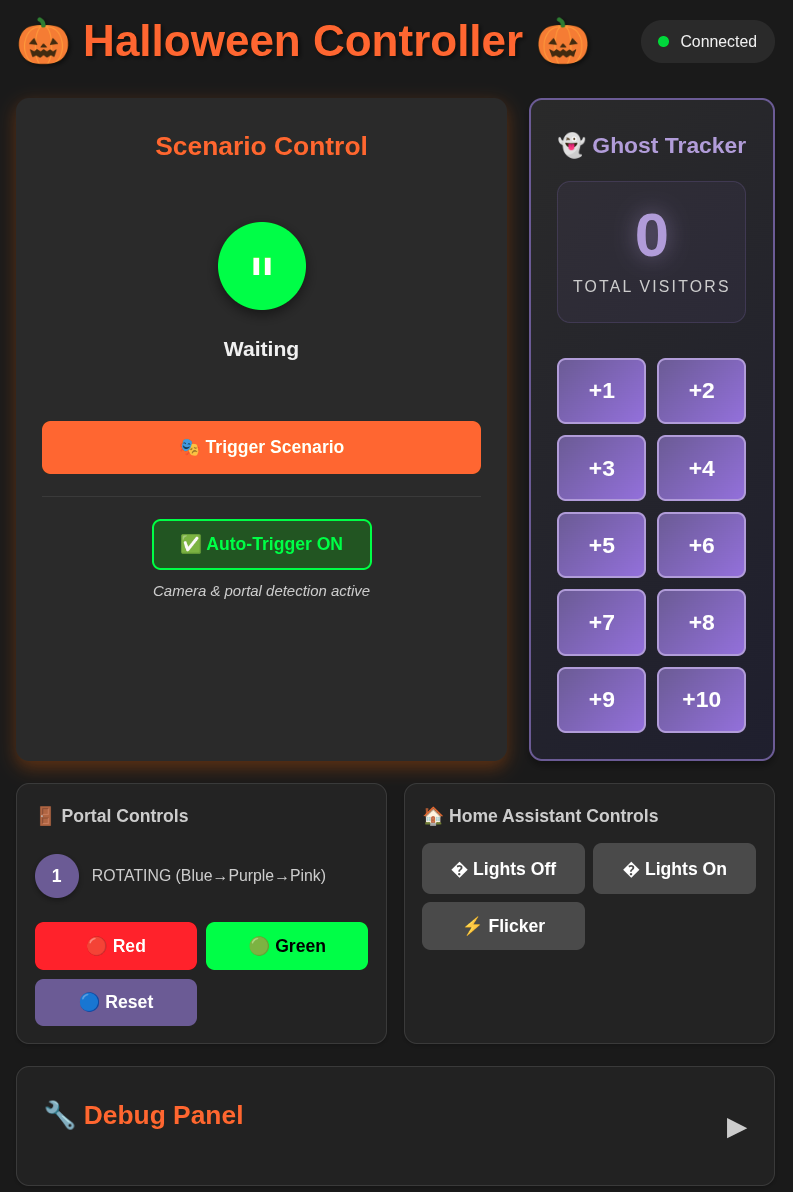 🎃 Halloween Controller 🎃
Connected
Scenario Control
Waiting
🎭 Trigger Scenario
✅ Auto-Trigger ON
Camera & portal detection active
👻 Ghost Tracker
0
TOTAL VISITORS
+1 +2
+3 +4
+5 +6
+7 +8
+9 +10
🚪 Portal Controls
1 ROTATING (Blue→Purple→Pink)
🔴 Red 🟢 Green
🔵 Reset
🏠 Home Assistant Controls
� Lights Off � Lights On
⚡ Flicker
🔧 Debug Panel
▶